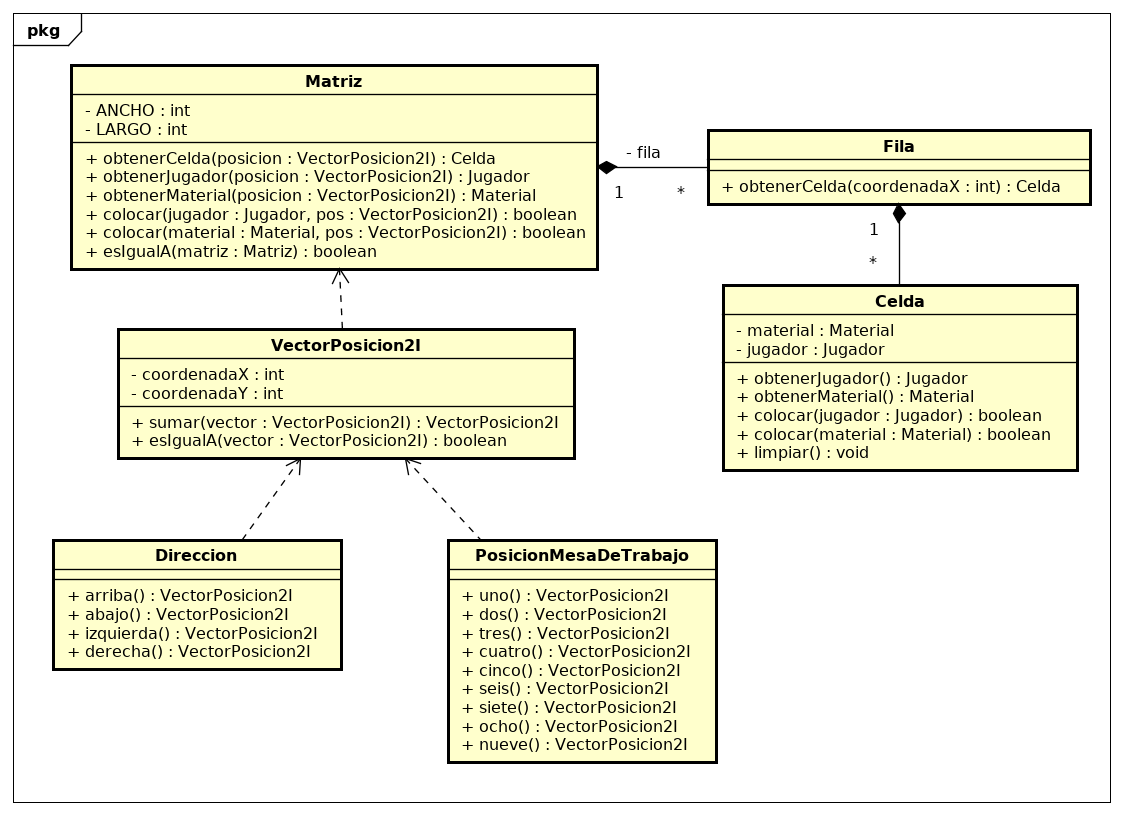 pkg
Matriz
- ANCHO : int
- LARGO : int
+ obtenerCelda(posicion : VectorPosicion2I) : Celda
+ obtenerJugador(posicion : VectorPosicion2I) : Jugador
+ obtenerMaterial(posicion : VectorPosicion2I) : Material
+ colocar(jugador : Jugador, pos : VectorPosicion2I) : boolean
+ colocar(material : Material, pos : VectorPosicion2I) : boolean
+ esIgualA(matriz : Matriz) : boolean
- fila
1
*
Fila
+ obtenerCelda(coordenadaX : int) : Celda
1
*
Celda
- material : Material
- jugador : Jugador
+ obtenerJugador() : Jugador
+ obtenerMaterial() : Material
+ colocar(jugador : Jugador) : boolean
+ colocar(material : Material) : boolean
+ limpiar() : void
VectorPosicion2I
- coordenadaX : int
- coordenadaY : int
+ sumar(vector : VectorPosicion2I) : VectorPosicion2I
+ esIgualA(vector : VectorPosicion2I) : boolean
Direccion
+ arriba() : VectorPosicion2I
+ abajo() : VectorPosicion2I
+ izquierda() : VectorPosicion2I
+ derecha() : VectorPosicion2I
PosicionMesaDeTrabajo
+ uno() : VectorPosicion2I
+ dos() : VectorPosicion2I
+ tres() : VectorPosicion2I
+ cuatro() : VectorPosicion2I
+ cinco() : VectorPosicion2I
+ seis() : VectorPosicion2I
+ siete() : VectorPosicion2I
+ ocho() : VectorPosicion2I
+ nueve() : VectorPosicion2I